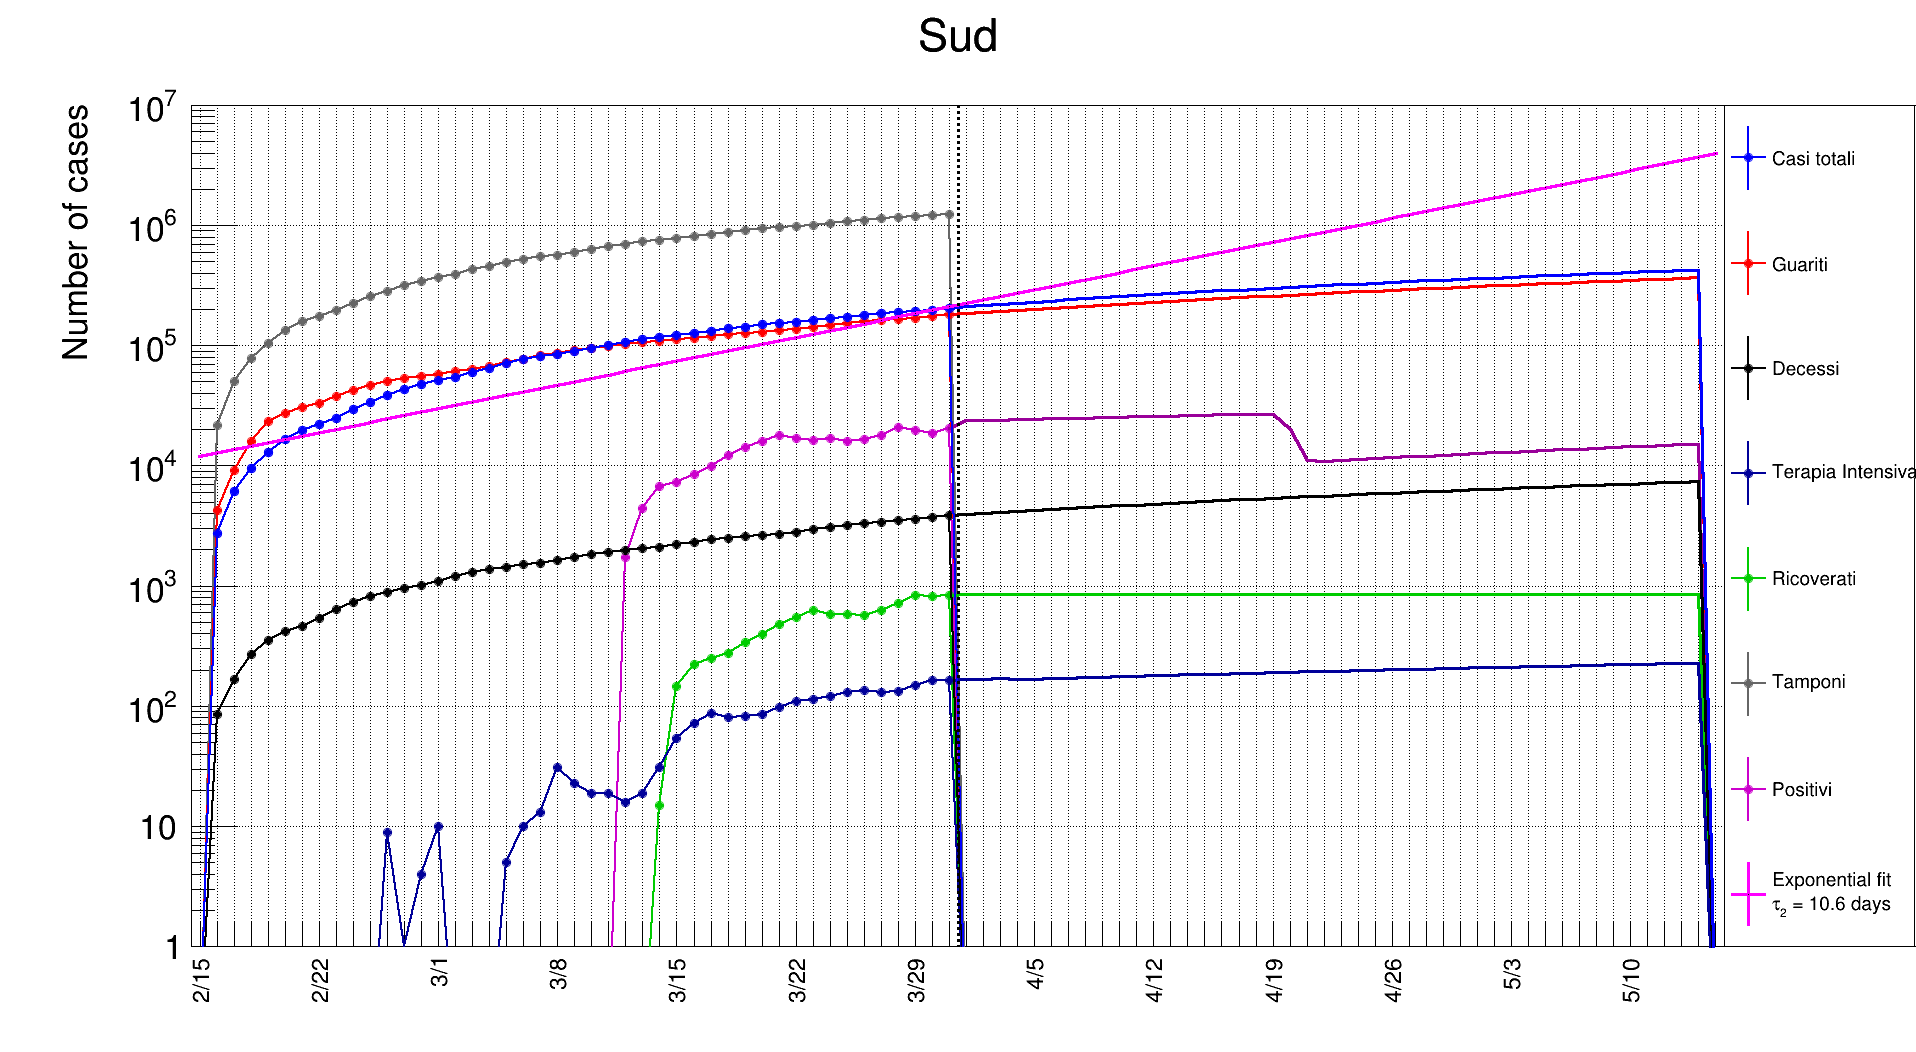 Sud
Number of cases
10^7
10^6
10^5
10^4
10^3
10^2
10
1
2/15
2/22
3/1
3/8
3/15
3/22
3/29
4/5
4/12
4/19
4/26
5/3
5/10
Casi totali
Guariti
Decessi
Terapia Intensiva
Ricoverati
Tamponi
Positivi
Exponential fit
τ_2 = 10.6 days